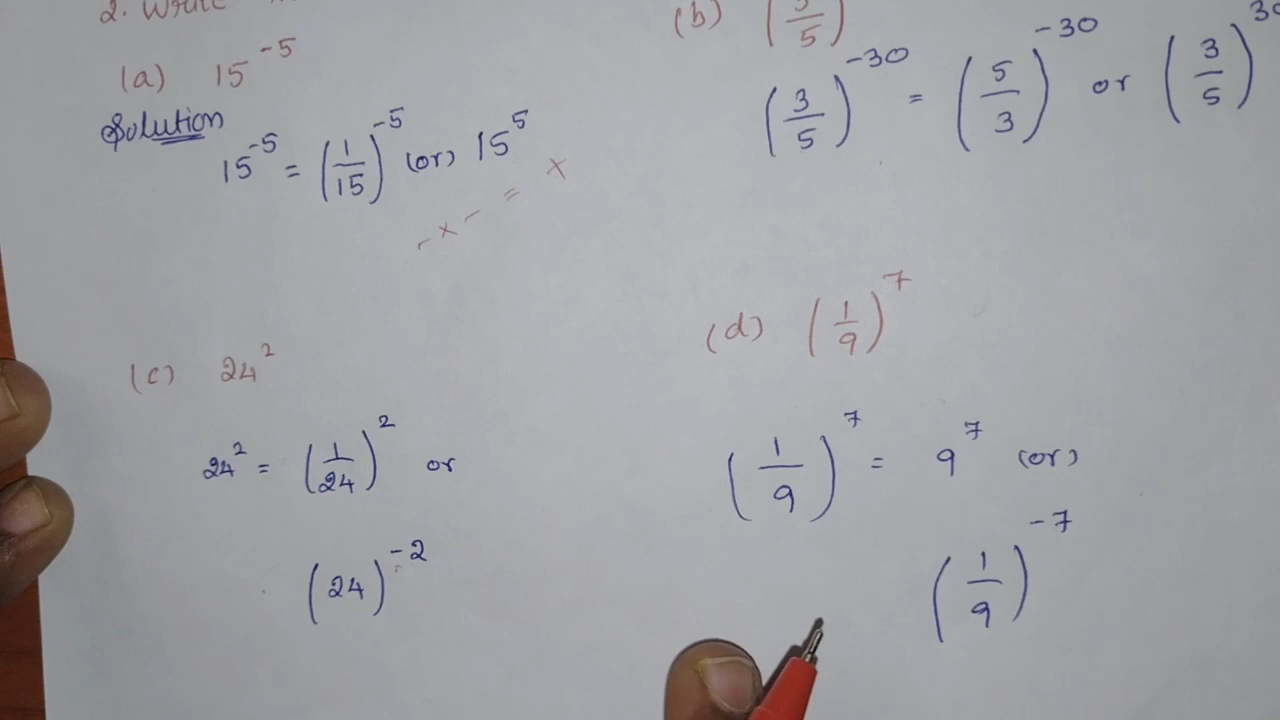 2. Write
(a) 15^-5
Solution
15^-5 = (1/15)^-5 (or) 15^5
- x - = x
(b) (3/5)
(3/5)^-30 = (5/3)^-30 or (3/5)^30
(c) 24^2
24^2 = (1/24)^2 or
(24)^-2
(d) (1/9)^7
(1/9)^7 = 9^7 (or)
(1/9)^-7